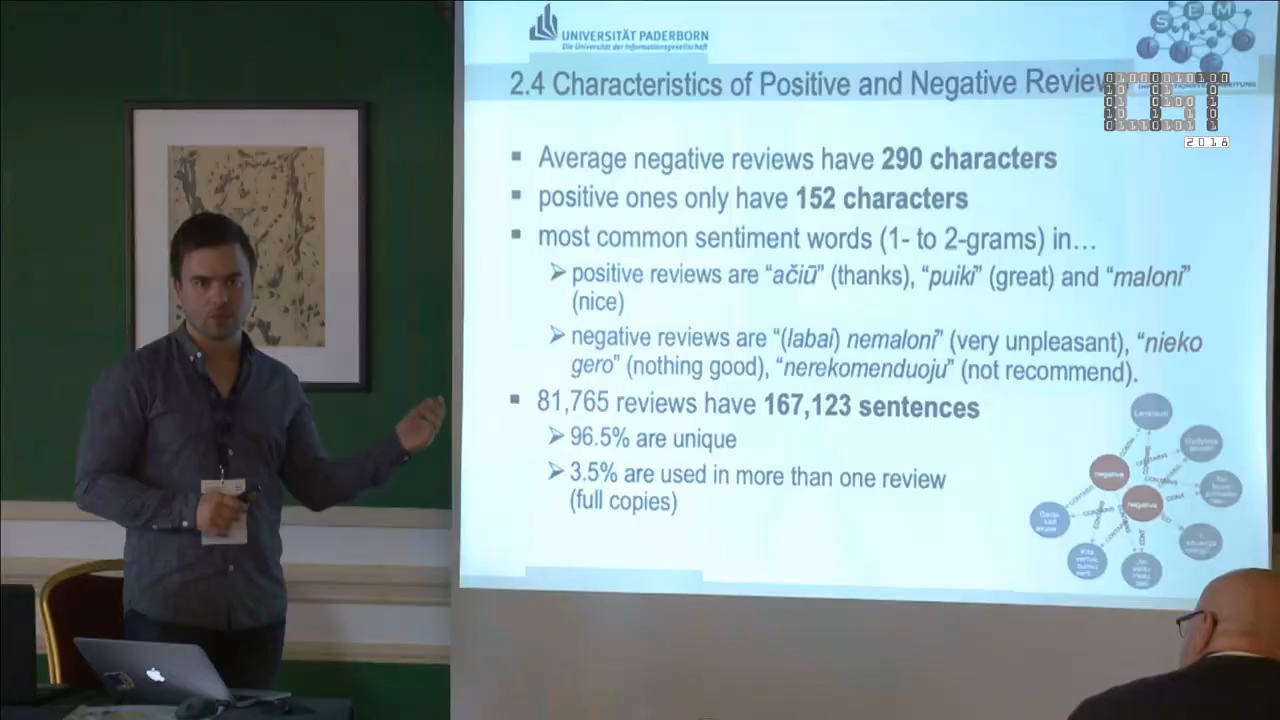 UNIVERSITÄT PADERBORN
Die Universität der Informationsgesellschaft
S E M
I N O
2.4 Characteristics of Positive and Negative Review
2018
▪ Average negative reviews have 290 characters
▪ positive ones only have 152 characters
▪ most common sentiment words (1- to 2-grams) in…
➢ positive reviews are “ačiū” (thanks), “puiki” (great) and “maloni”
(nice)
➢ negative reviews are “(labai) nemaloni” (very unpleasant), “nieko
gero” (nothing good), “nerekomenduoju” (not recommend).
▪ 81,765 reviews have 167,123 sentences
➢ 96.5% are unique
➢ 3.5% are used in more than one review
(full copies)
negative
negative